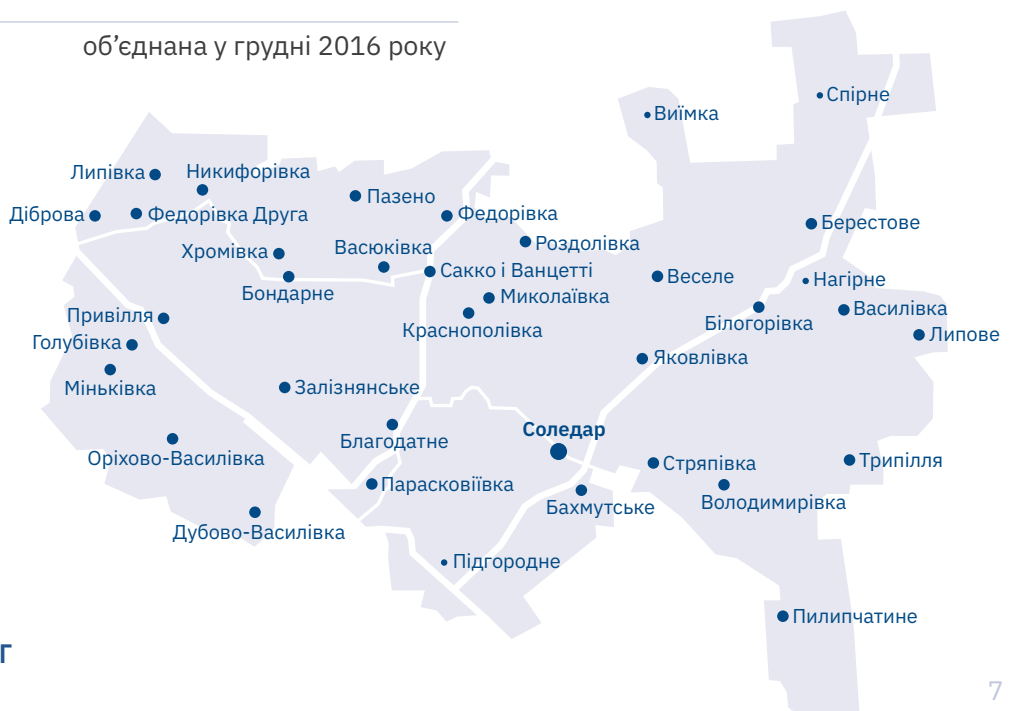 об’єднана у грудні 2016 року
Спірне
Виїмка
Липівка
Никифорівка
Пазено
Діброва
Федорівка Друга
Федорівка
Берестове
Хромівка
Васюківка
Роздолівка
Сакко і Ванцетті
Веселе
Нагірне
Бондарне
Миколаївка
Василівка
Привілля
Краснополівка
Білогорівка
Липове
Голубівка
Яковлівка
Міньківка
Залізнянське
Соледар
Благодатне
Оріхово-Василівка
Стряпівка
Трипілля
Парасковіївка
Бахмутське
Володимирівка
Дубово-Василівка
Підгородне
Пилипчатине
Г
7